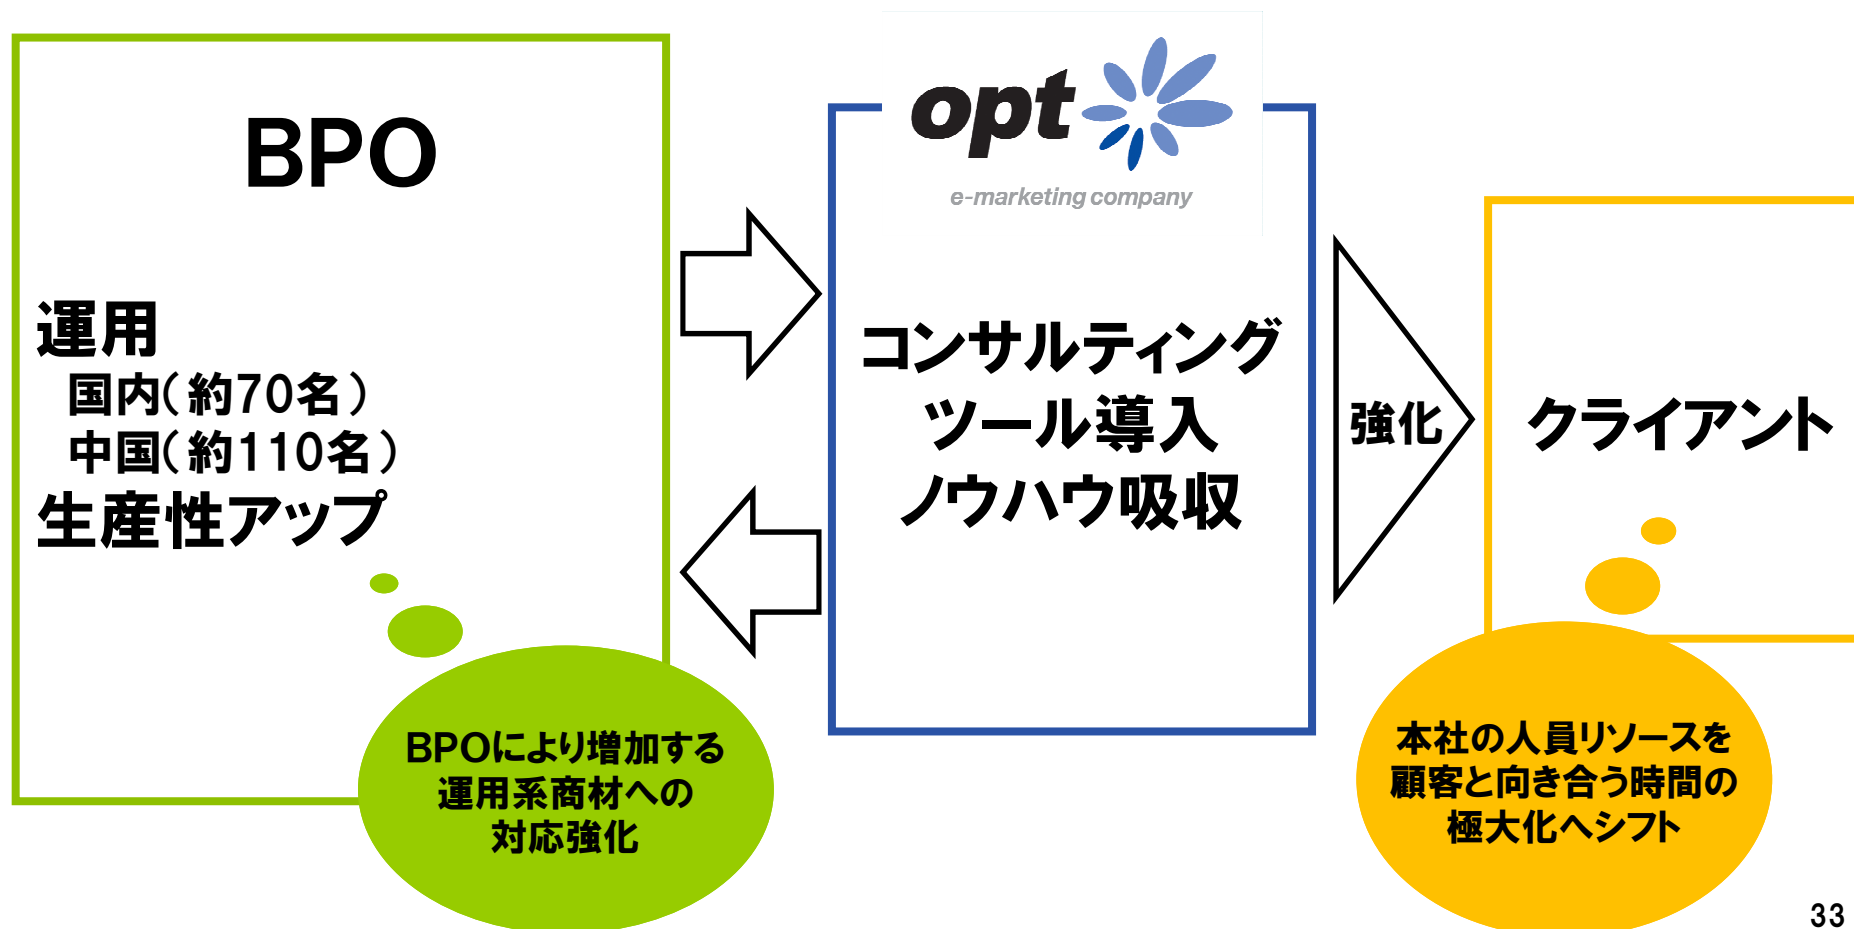 BPO
運用
国内(約70名)
中国(約110名)
生産性アップ
BPOにより増加する
運用系商材への
対応強化
opt
e-marketing company
コンサルティング
ツール導入
ノウハウ吸収
強化
クライアント
本社の人員リソースを
顧客と向き合う時間の
極大化へシフト
33